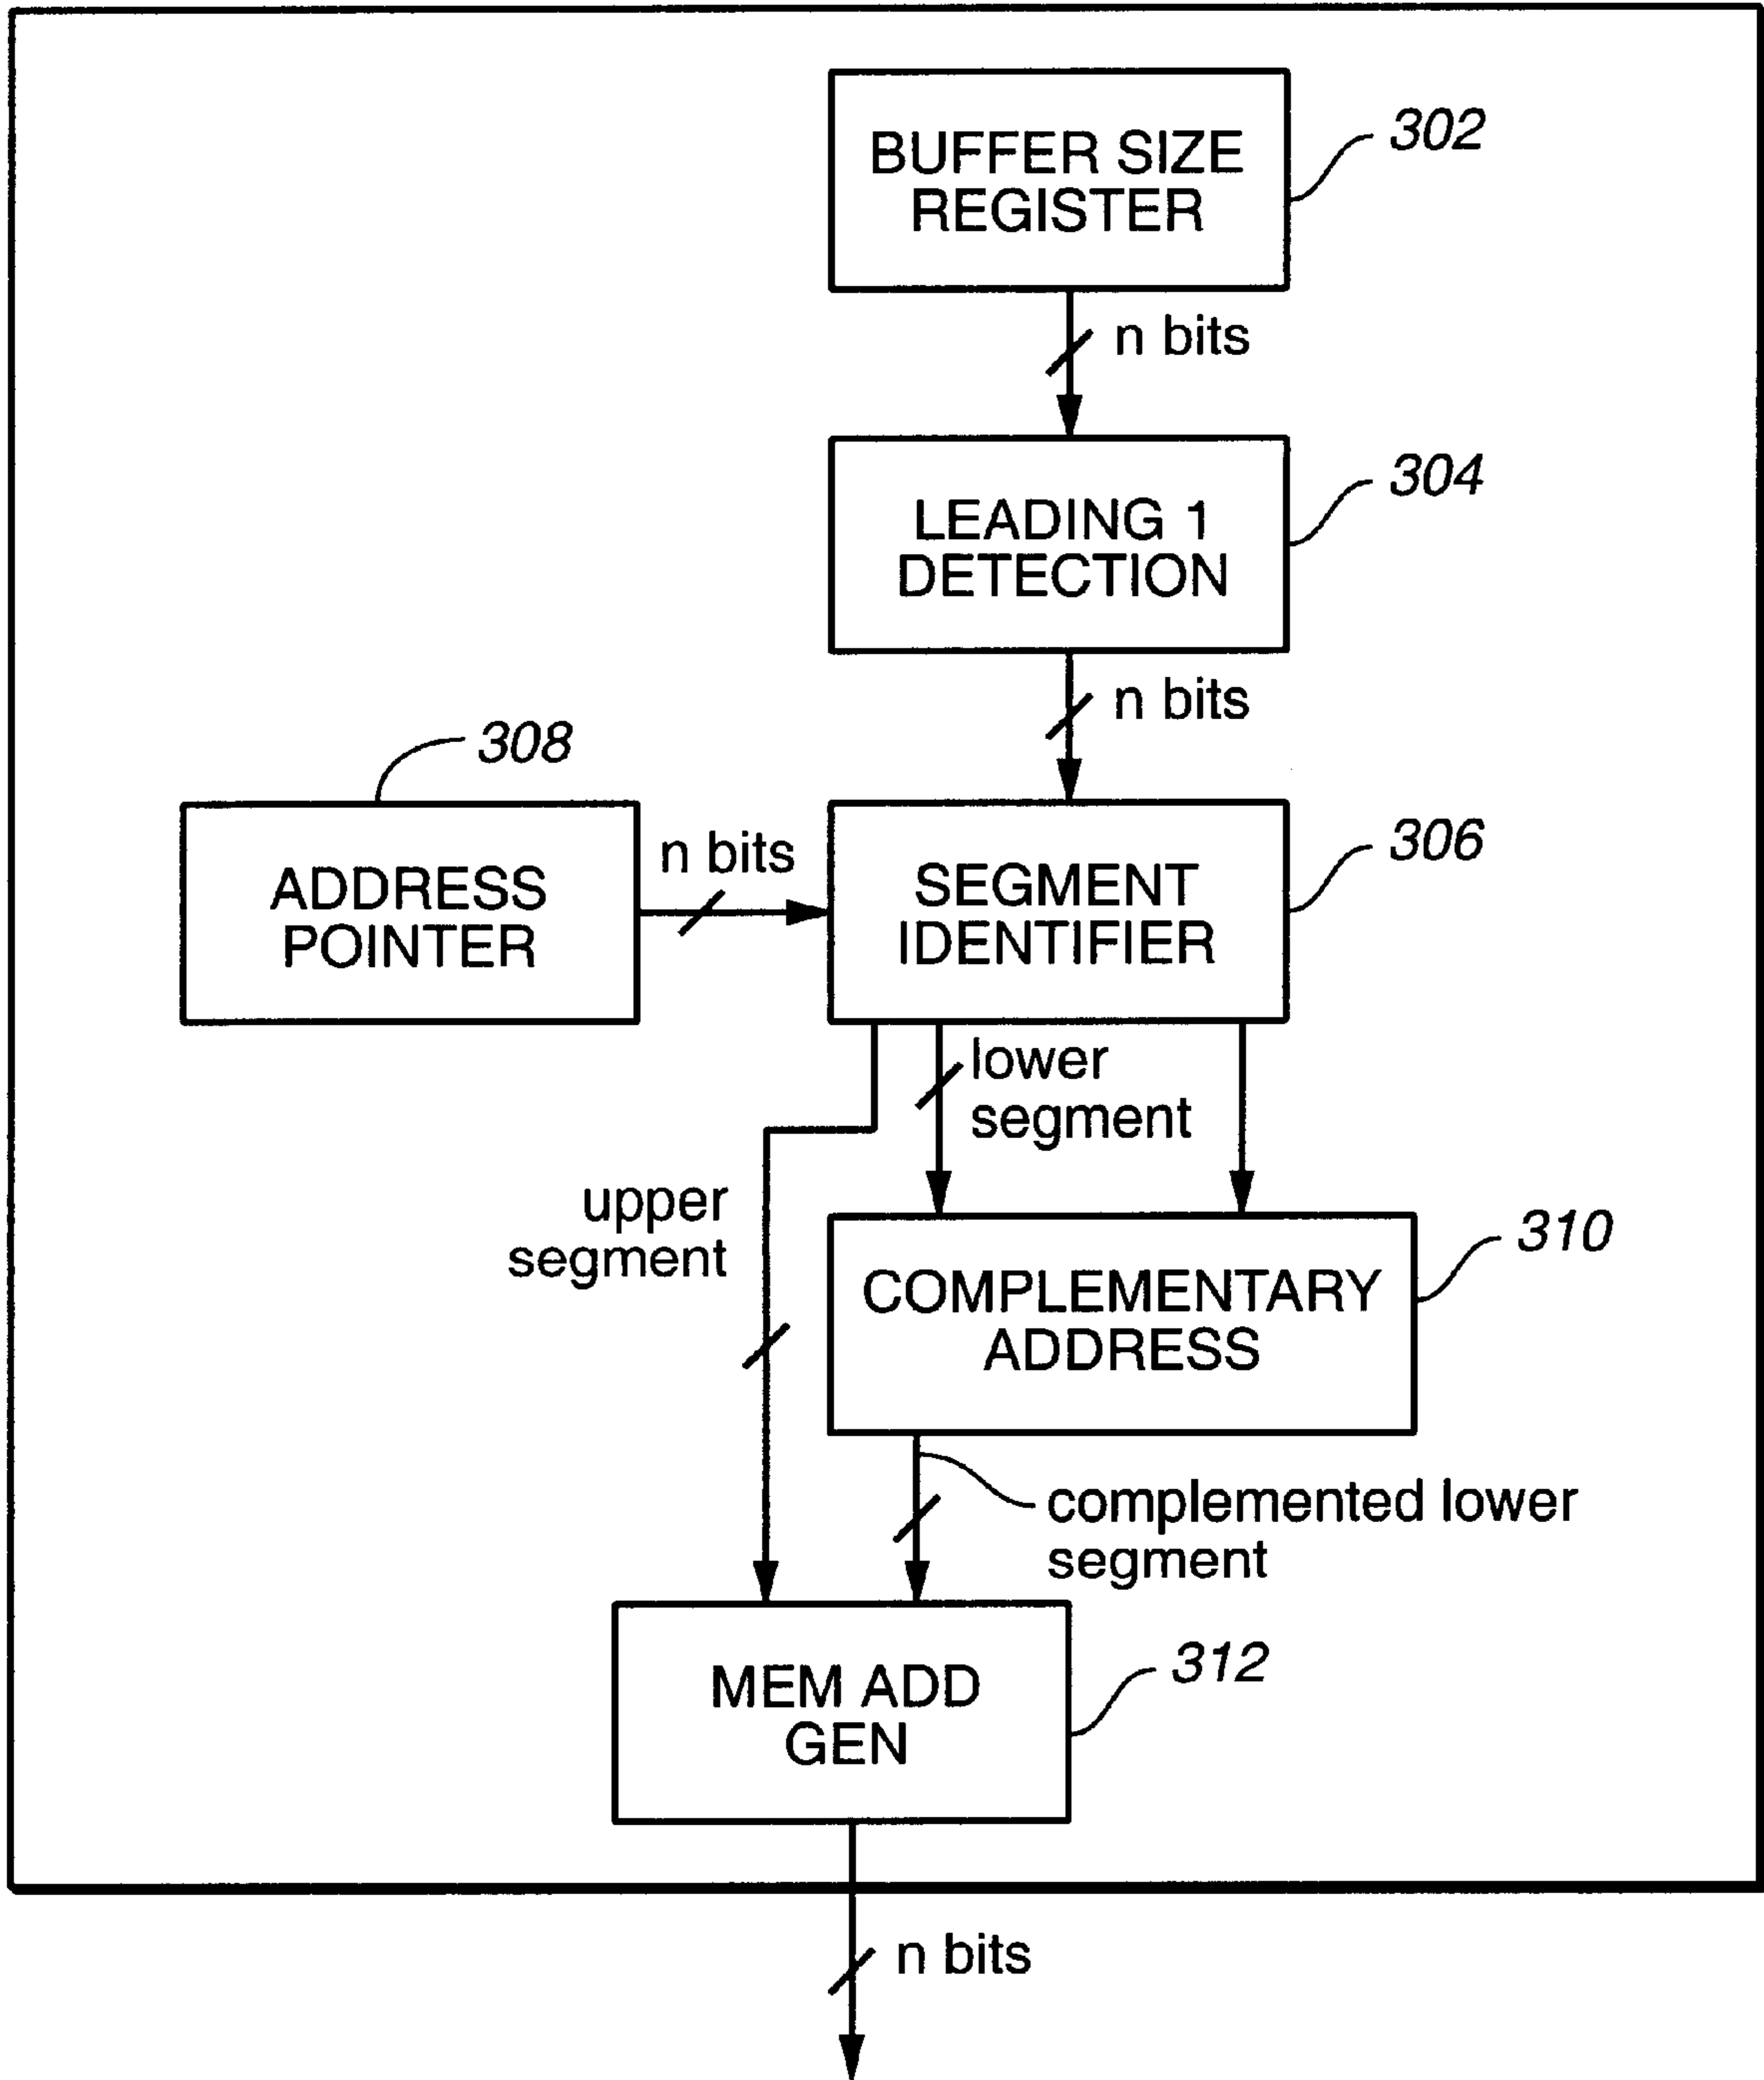 BUFFER SIZE
REGISTER
302
n bits
LEADING 1
DETECTION
304
n bits
308
ADDRESS
POINTER
n bits
SEGMENT
IDENTIFIER
306
lower
segment
upper
segment
COMPLEMENTARY
ADDRESS
310
complemented lower
segment
MEM ADD
GEN
312
n bits